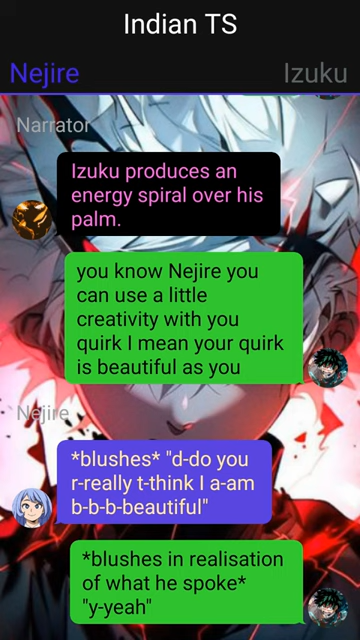 Indian TS
Nejire Izuku
Narrator
Izuku produces an
energy spiral over his
palm.
you know Nejire you
can use a little
creativity with you
quirk I mean your quirk
is beautiful as you
Nejire
*blushes* "d-do you
r-really t-think I a-am
b-b-b-beautiful"
*blushes in realisation
of what he spoke*
"y-yeah"